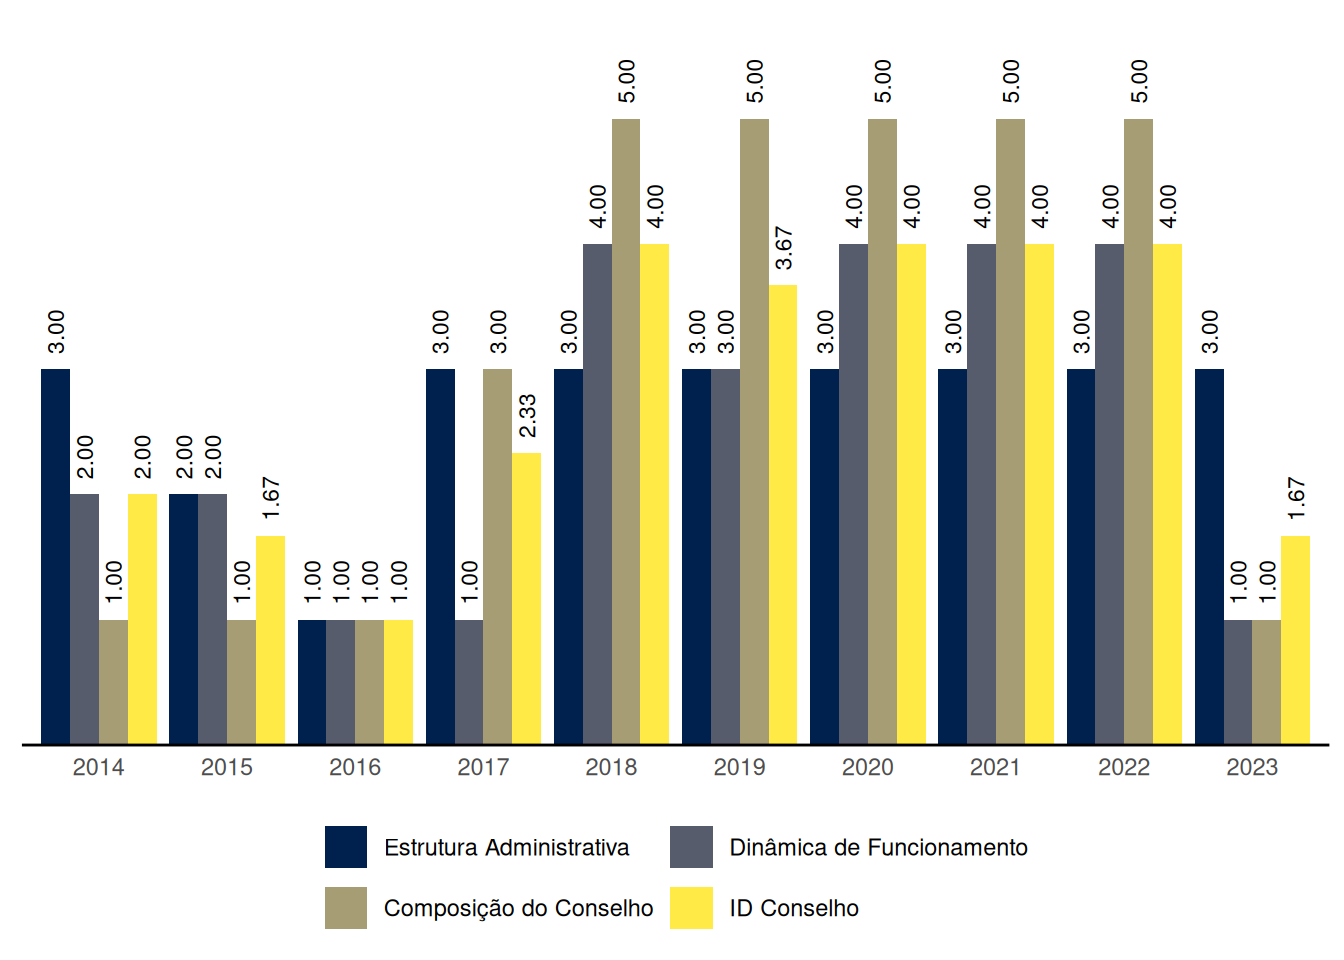 5.00 5.00 5.00 5.00 5.00
4.00 4.00 4.00 4.00 4.00 4.00 4.00 4.00
3.67
3.00 3.00 3.00 3.00 3.00 3.00 3.00 3.00 3.00 3.00
2.33
2.00 2.00 2.00 2.00
1.67 1.67
1.00 1.00 1.00 1.00 1.00 1.00 1.00 1.00 1.00
2014 2015 2016 2017 2018 2019 2020 2021 2022 2023
Estrutura Administrativa Dinâmica de Funcionamento
Composição do Conselho ID Conselho